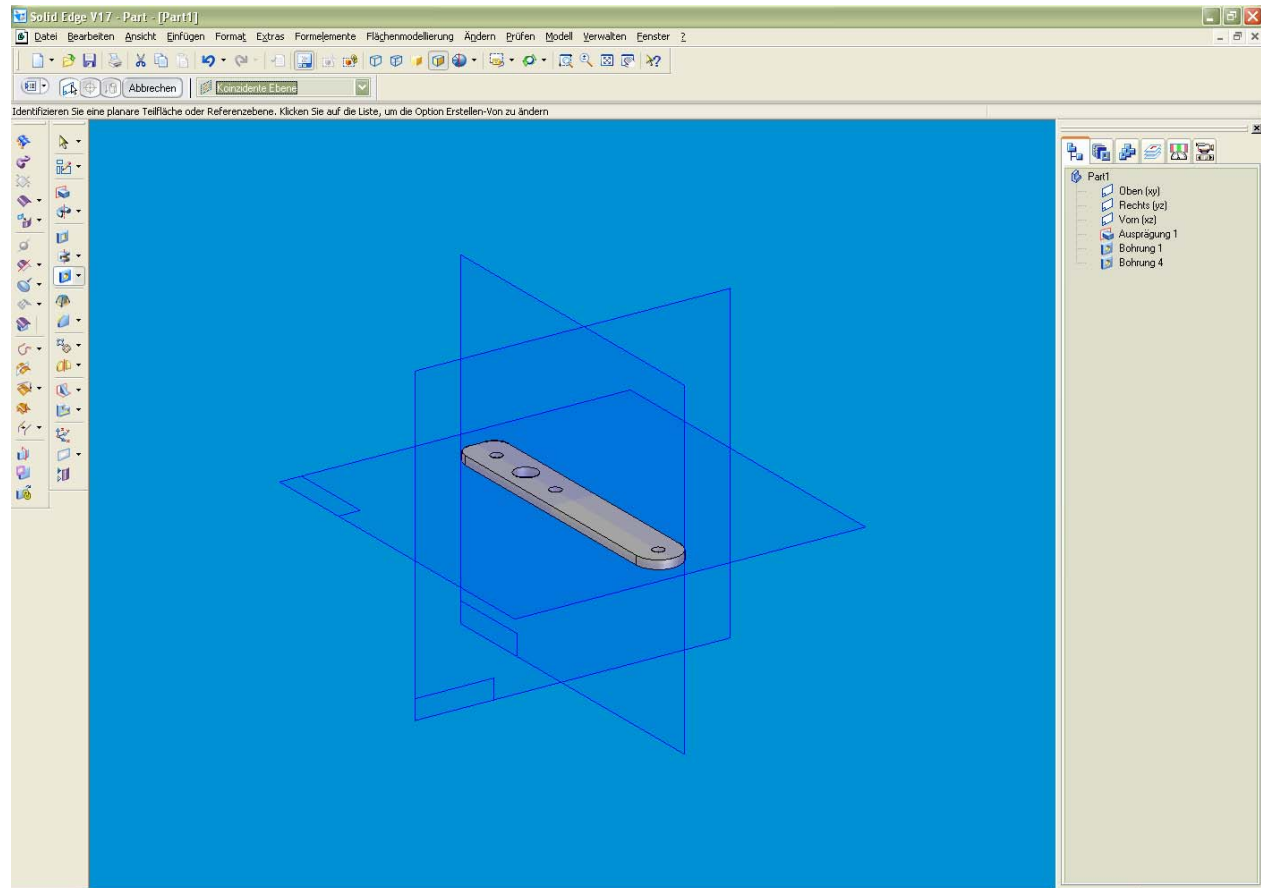 Solid Edge V17 - Part - [Part1]
Datei Bearbeiten Ansicht Einfügen Format Extras Formelemente Flächenmodellierung Ändern Prüfen Modell Verwalten Fenster ?
Abbrechen Koinzidente Ebene
Identifizieren Sie eine planare Teilfläche oder Referenzebene. Klicken Sie auf die Liste, um die Option Erstellen-Von zu ändern
Part1
Oben (xy)
Rechts (yz)
Vorn (xz)
Ausprägung 1
Bohrung 1
Bohrung 4